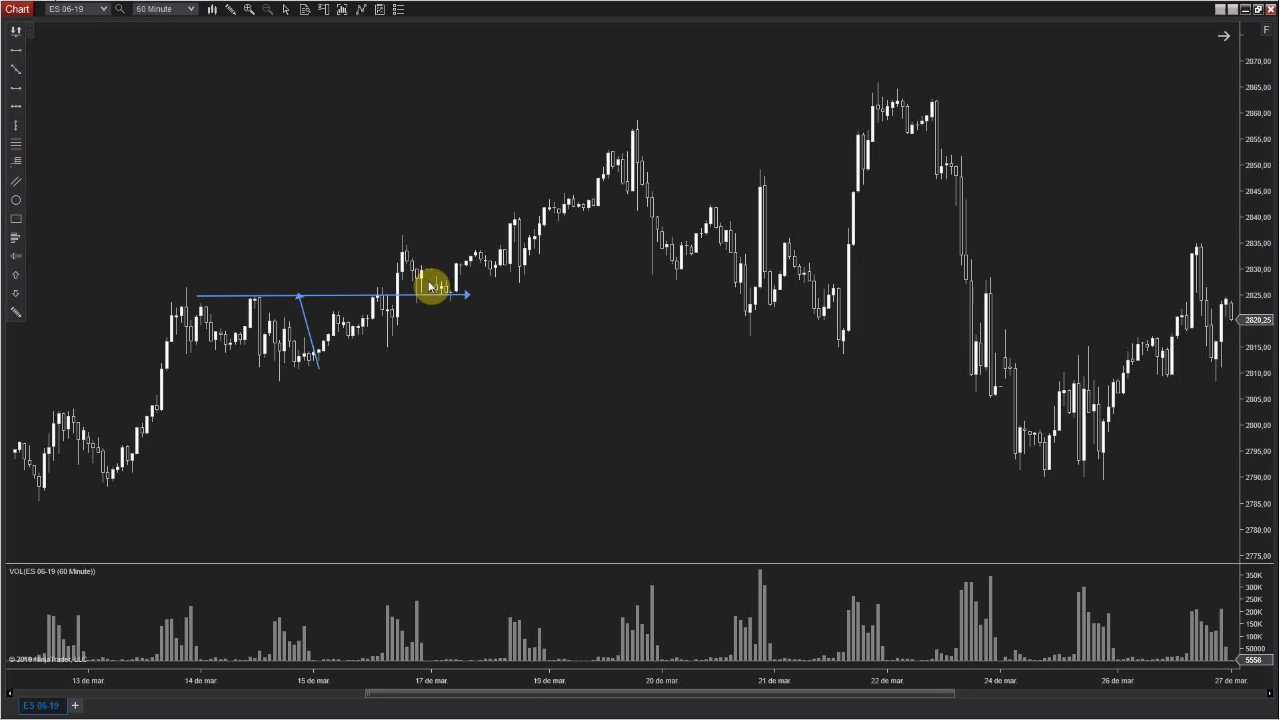 Chart ES 06-19 60 Minute
F
2870,00
2865,00
2860,00
2855,00
2850,00
2845,00
2840,00
2835,00
2830,00
2825,00
2820,25
2815,00
2810,00
2805,00
2800,00
2795,00
2790,00
2785,00
2780,00
2775,00
VOL(ES 06-19 (60 Minute))
350K
300K
250K
200K
150K
100K
50000
5556
© 2019 NinjaTrader, LLC
13 de mar. 14 de mar. 15 de mar. 17 de mar. 19 de mar. 20 de mar. 21 de mar. 22 de mar. 24 de mar. 26 de mar. 27 de mar.
ES 06-19 +